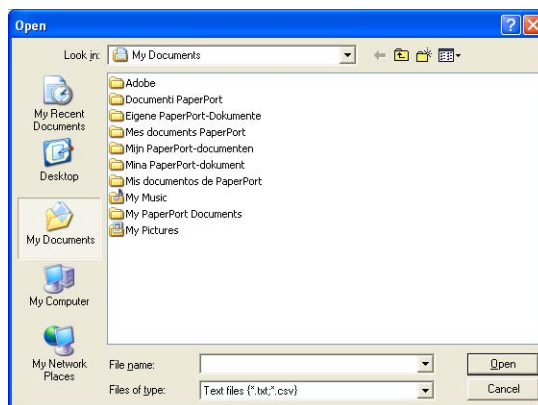 Open
Look in: My Documents
My Recent
Documents
Desktop
My Documents
My Computer
My Network
Places
Adobe
Documenti PaperPort
Eigene PaperPort-Dokumente
Mes documents PaperPort
Mijn PaperPort-documenten
Mina PaperPort-dokument
Mis documentos de PaperPort
My Music
My PaperPort Documents
My Pictures
File name:
Open
Files of type: Text files {*.txt;*.csv}
Cancel